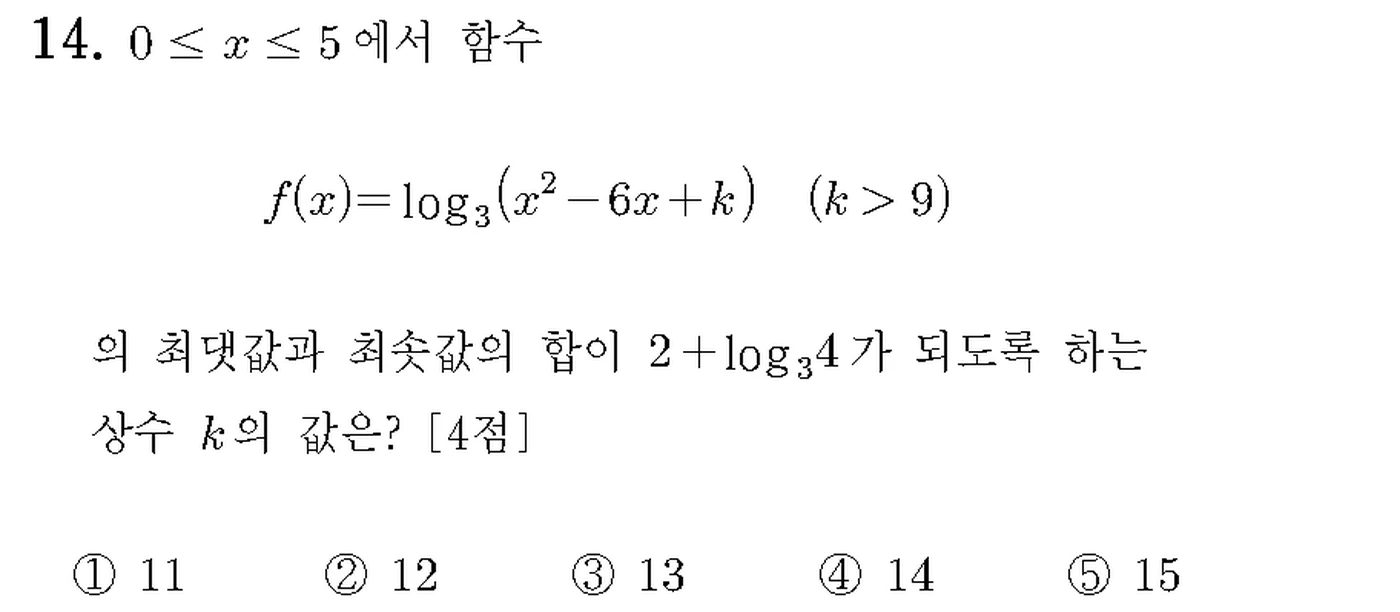 14. 0 ≤ x ≤ 5 에서 함수
f(x)=log₃(x²−6x+k) (k > 9)
의 최댓값과 최솟값의 합이 2+log₃4 가 되도록 하는
상수 k의 값은? [4점]
① 11 ② 12 ③ 13 ④ 14 ⑤ 15